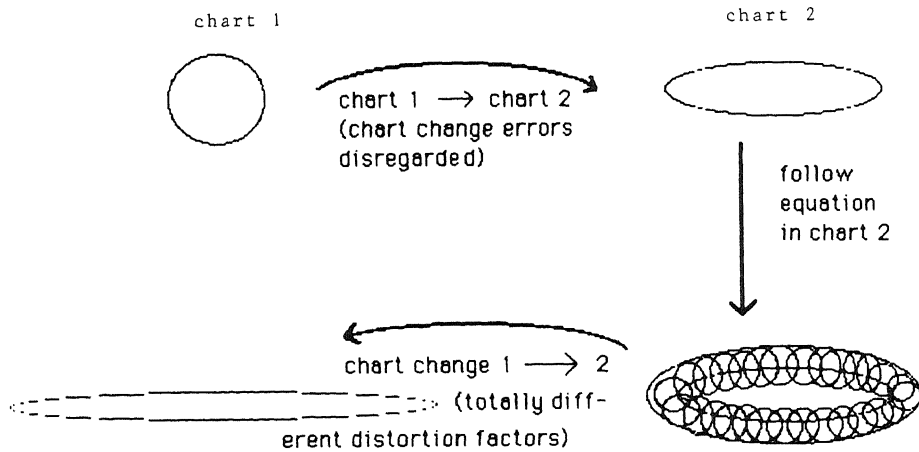 chart 1
chart 2
chart 1 → chart 2
(chart change errors
disregarded)
follow
equation
in chart 2
chart change 1 → 2
(totally diff-
erent distortion factors)